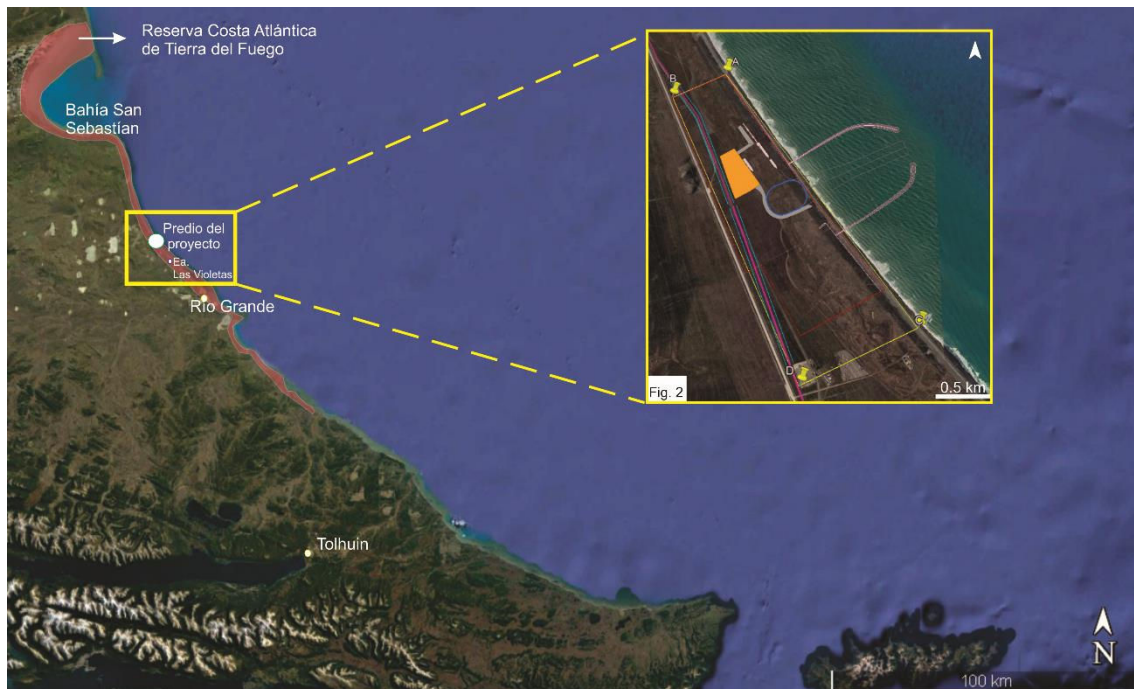 Reserva Costa Atlántica
de Tierra del Fuego
Bahía San
Sebastían
Predio del
proyecto
Ea.
Las Violetas
Río Grande
Tolhuin
A
B
D
Fig. 2
0.5 km
N
100 km